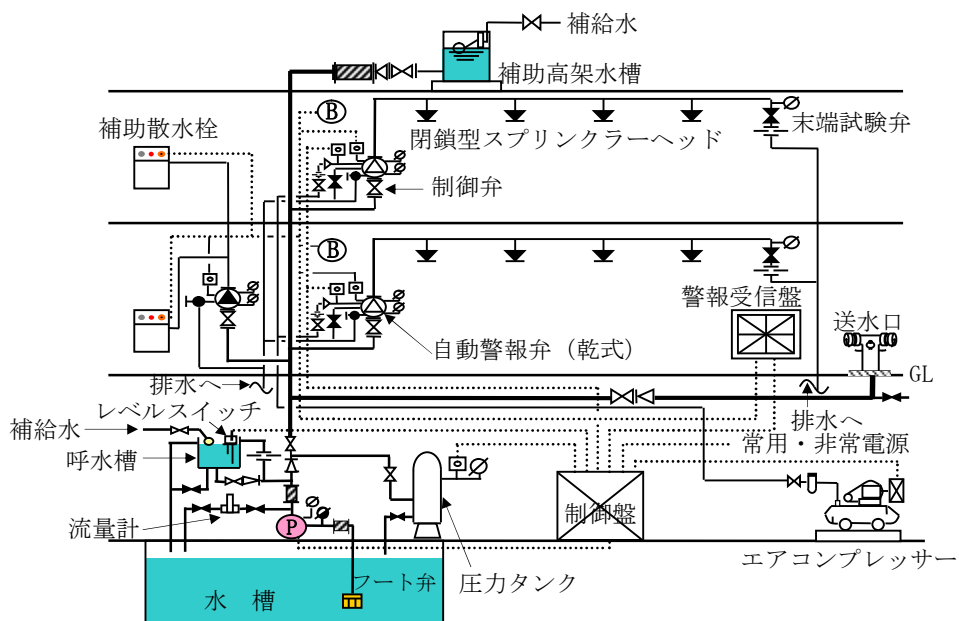 補給水
補助高架水槽
補助散水栓
B
閉鎖型スプリンクラーヘッド
末端試験弁
制御弁
B
警報受信盤
送水口
自動警報弁（乾式）
GL
排水へ
排水へ
レベルスイッチ
補給水
常用・非常電源
呼水槽
流量計
P
制御盤
エアコンプレッサー
フート弁
圧力タンク
水 槽